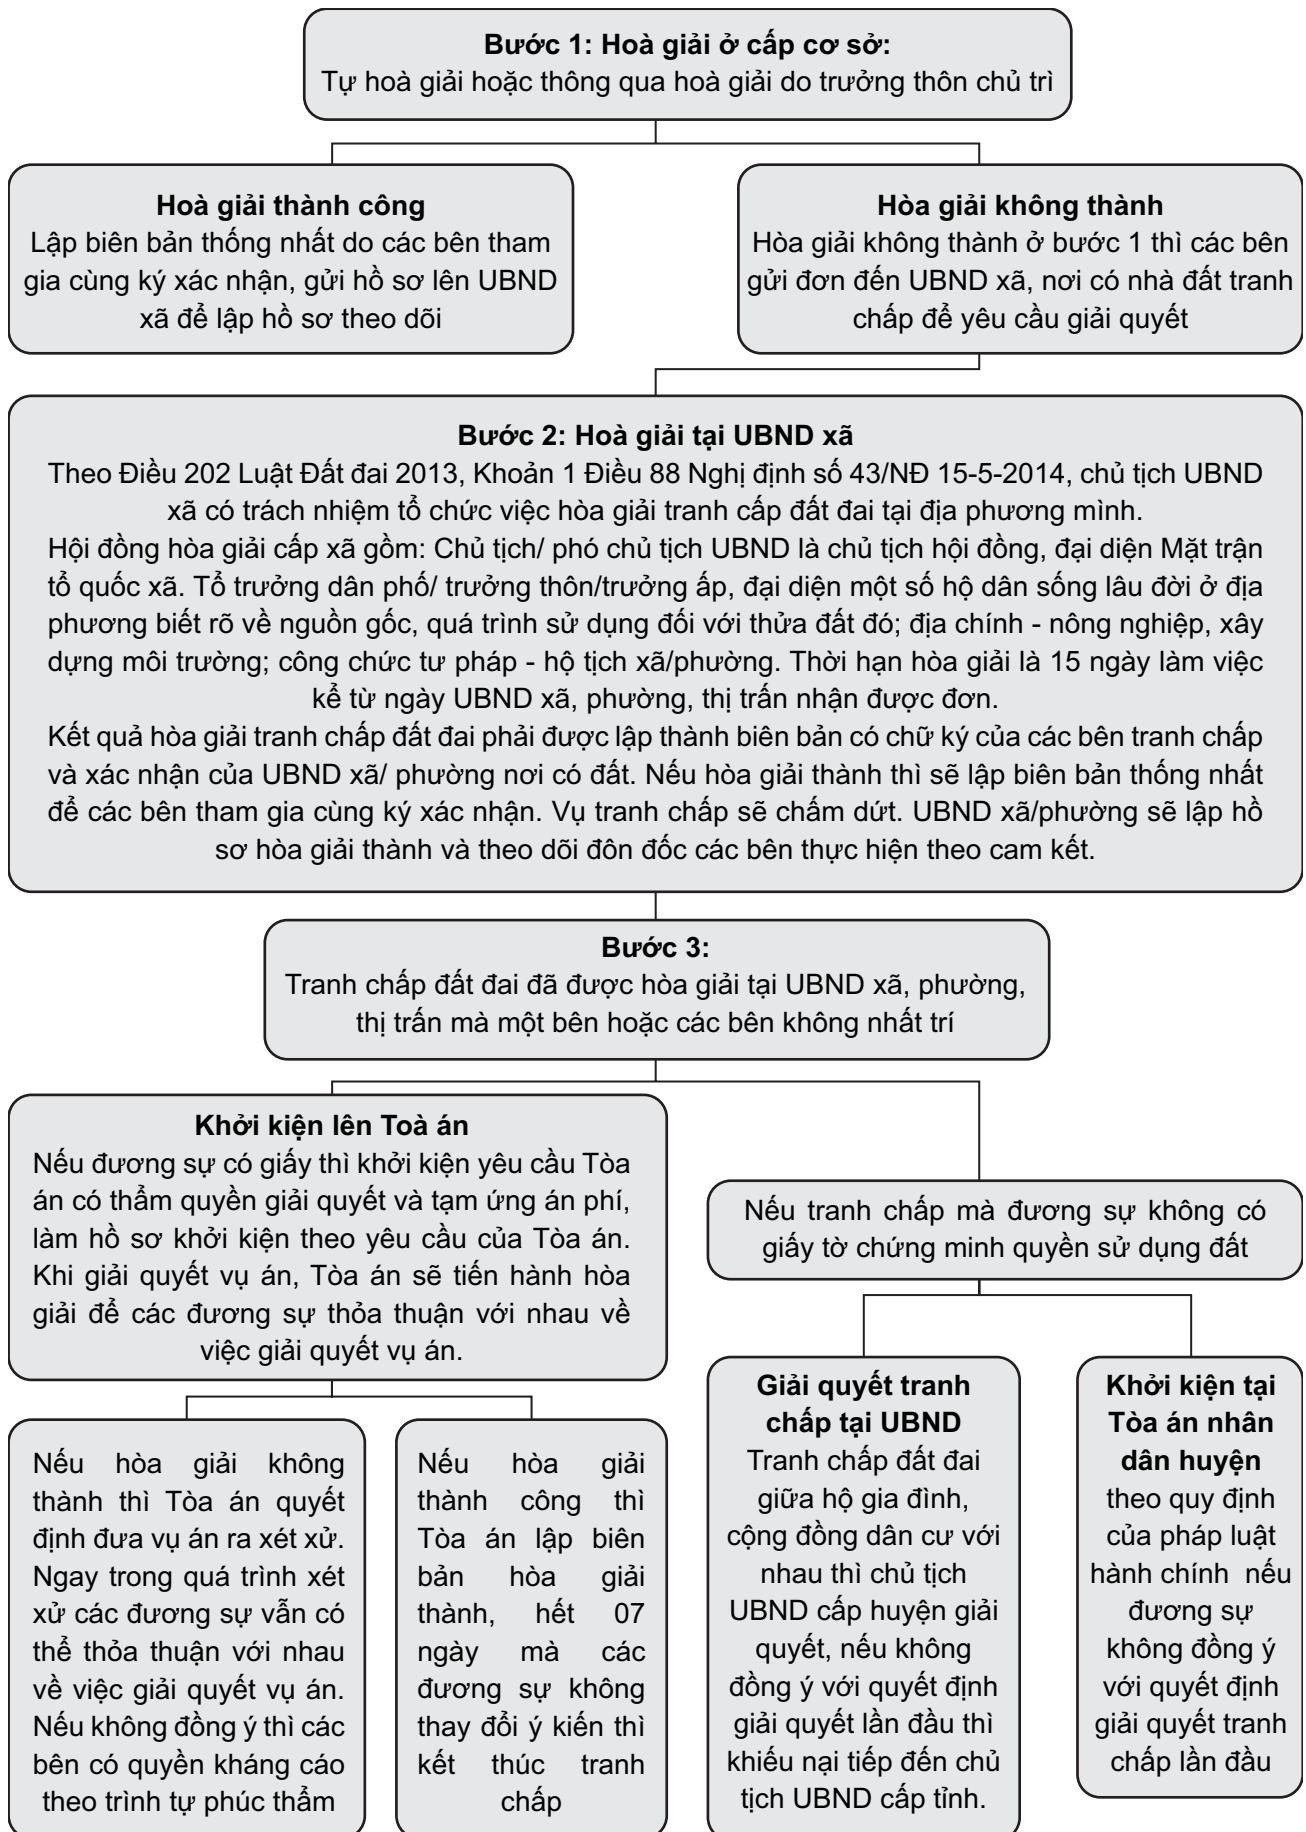 Bước 1: Hoà giải ở cấp cơ sở:
Tự hoà giải hoặc thông qua hoà giải do trưởng thôn chủ trì
Hoà giải thành công
Lập biên bản thống nhất do các bên tham
gia cùng ký xác nhận, gửi hồ sơ lên UBND
xã để lập hồ sơ theo dõi
Hòa giải không thành
Hòa giải không thành ở bước 1 thì các bên
gửi đơn đến UBND xã, nơi có nhà đất tranh
chấp để yêu cầu giải quyết
Bước 2: Hoà giải tại UBND xã
Theo Điều 202 Luật Đất đai 2013, Khoản 1 Điều 88 Nghị định số 43/NĐ 15-5-2014, chủ tịch UBND
xã có trách nhiệm tổ chức việc hòa giải tranh cấp đất đai tại địa phương mình.
Hội đồng hòa giải cấp xã gồm: Chủ tịch/ phó chủ tịch UBND là chủ tịch hội đồng, đại diện Mặt trận
tổ quốc xã. Tổ trưởng dân phố/ trưởng thôn/trưởng ấp, đại diện một số hộ dân sống lâu đời ở địa
phương biết rõ về nguồn gốc, quá trình sử dụng đối với thửa đất đó; địa chính - nông nghiệp, xây
dựng môi trường; công chức tư pháp - hộ tịch xã/phường. Thời hạn hòa giải là 15 ngày làm việc
kể từ ngày UBND xã, phường, thị trấn nhận được đơn.
Kết quả hòa giải tranh chấp đất đai phải được lập thành biên bản có chữ ký của các bên tranh chấp
và xác nhận của UBND xã/ phường nơi có đất. Nếu hòa giải thành thì sẽ lập biên bản thống nhất
để các bên tham gia cùng ký xác nhận. Vụ tranh chấp sẽ chấm dứt. UBND xã/phường sẽ lập hồ
sơ hòa giải thành và theo dõi đôn đốc các bên thực hiện theo cam kết.
Bước 3:
Tranh chấp đất đai đã được hòa giải tại UBND xã, phường,
thị trấn mà một bên hoặc các bên không nhất trí
Khởi kiện lên Toà án
Nếu đương sự có giấy thì khởi kiện yêu cầu Tòa
án có thẩm quyền giải quyết và tạm ứng án phí,
làm hồ sơ khởi kiện theo yêu cầu của Tòa án.
Khi giải quyết vụ án, Tòa án sẽ tiến hành hòa
giải để các đương sự thỏa thuận với nhau về
việc giải quyết vụ án.
Nếu tranh chấp mà đương sự không có
giấy tờ chứng minh quyền sử dụng đất
Nếu hòa giải không
thành thì Tòa án quyết
định đưa vụ án ra xét xử.
Ngay trong quá trình xét
xử các đương sự vẫn có
thể thỏa thuận với nhau
về việc giải quyết vụ án.
Nếu không đồng ý thì các
bên có quyền kháng cáo
theo trình tự phúc thẩm
Nếu hòa giải
thành công thì
Tòa án lập biên
bản hòa giải
thành, hết 07
ngày mà các
đương sự không
thay đổi ý kiến thì
kết thúc tranh
chấp
Giải quyết tranh
chấp tại UBND
Tranh chấp đất đai
giữa hộ gia đình,
cộng đồng dân cư với
nhau thì chủ tịch
UBND cấp huyện giải
quyết, nếu không
đồng ý với quyết định
giải quyết lần đầu thì
khiếu nại tiếp đến chủ
tịch UBND cấp tỉnh.
Khởi kiện tại
Tòa án nhân
dân huyện
theo quy định
của pháp luật
hành chính nếu
đương sự
không đồng ý
với quyết định
giải quyết tranh
chấp lần đầu